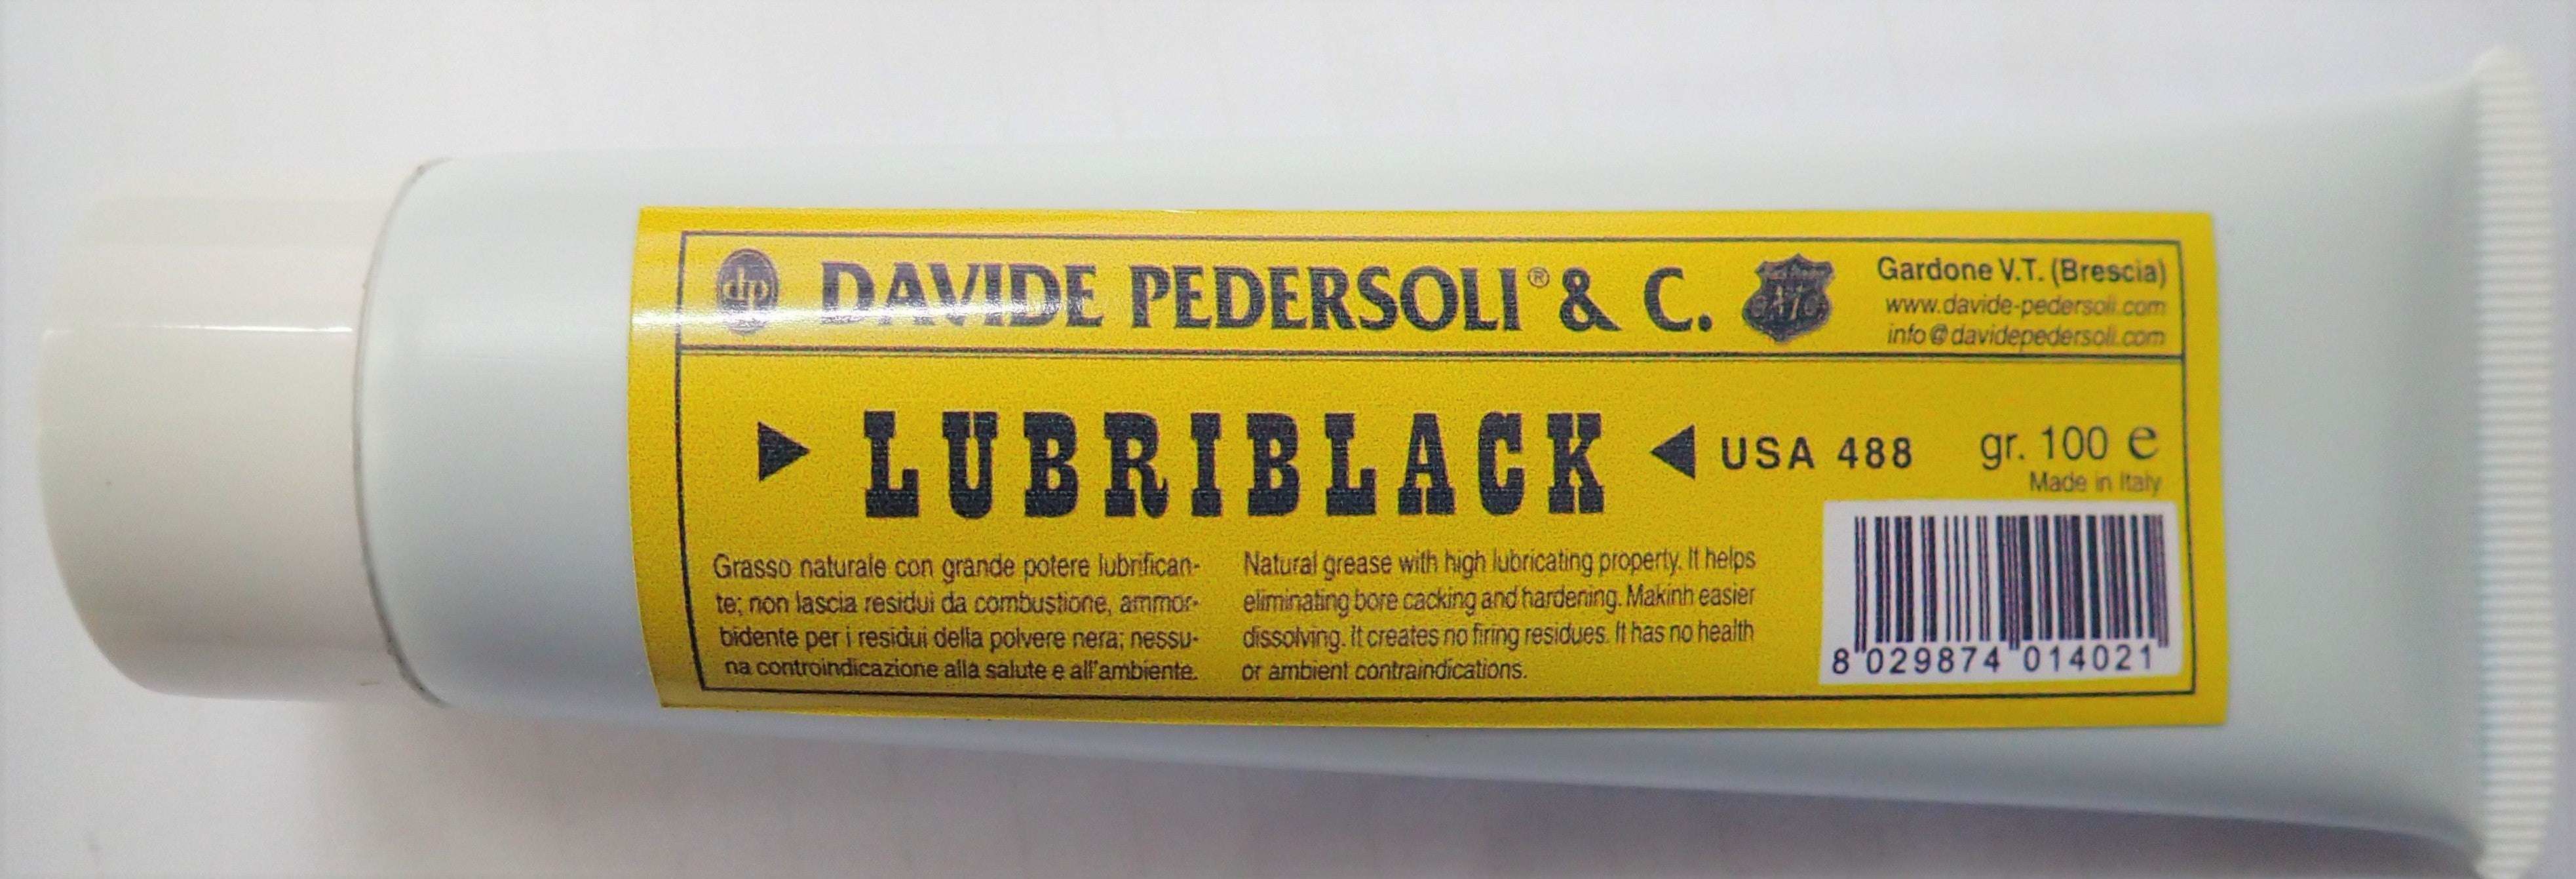 dp DAVIDE PEDERSOLI® & C.
Gardone V.T. (Brescia)
www.davide-pedersoli.com
info@davidepedersoli.com
LUBRIBLACK USA 488 gr. 100 e
Made in Italy
Grasso naturale con grande potere lubrifican-
te; non lascia residui da combustione, ammor-
bidente per i residui della polvere nera; nessu-
na controindicazione alla salute e all'ambiente.
Natural grease with high lubricating property. It helps
eliminating bore cacking and hardening. Makinh easier
dissolving. It creates no firing residues. It has no health
or ambient contraindications.
8 029874 014021